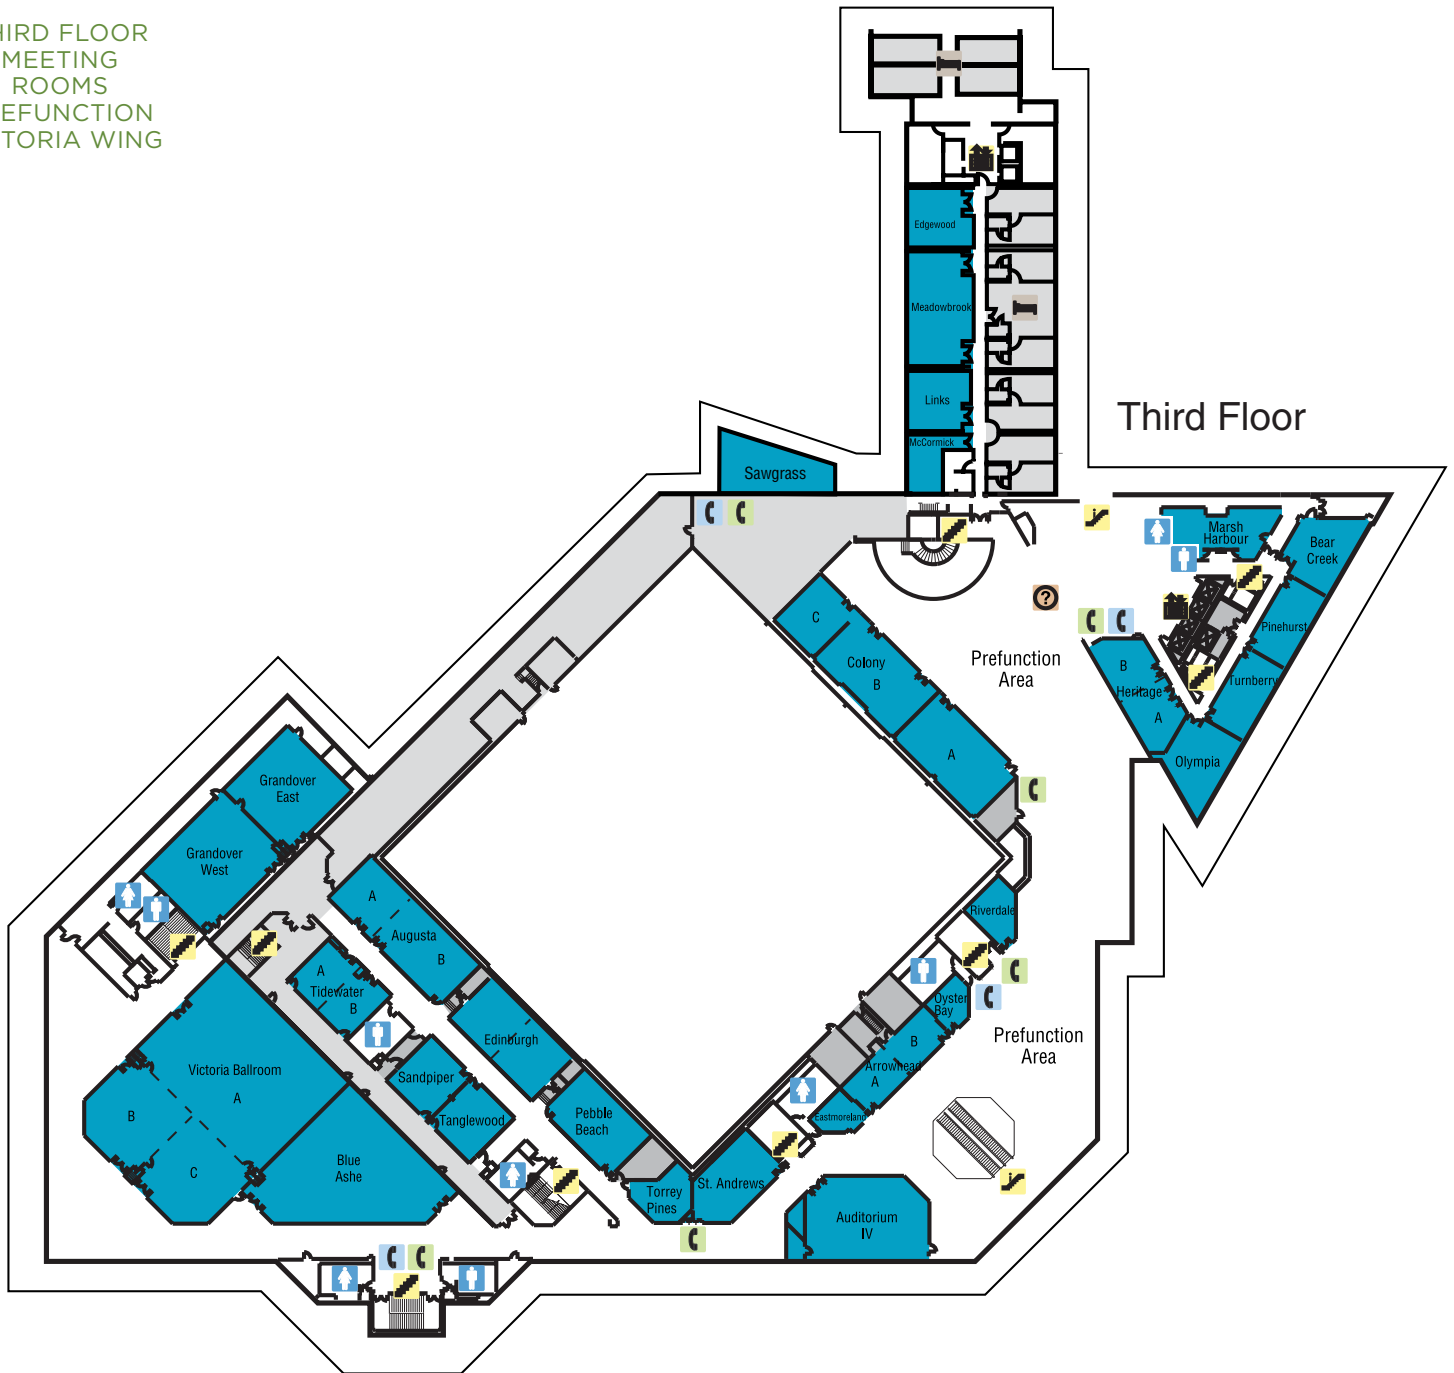 HIRD FLOOR
MEETING
ROOMS
EFUNCTION
TORIA WING
Third Floor
Edgewood
Meadowbrook
Links
McCormick
Sawgrass
Marsh
Harbour
Bear
Creek
Pinehurst
Turnberry
B
Heritage
A
Olympia
?
Prefunction
Area
C
Colony
B
A
Grandover
East
Grandover
West
A
Augusta
B
A
Tidewater
B
Edinburgh
Sandpiper
Tanglewood
Pebble
Beach
Victoria Ballroom
A
B
C
Blue
Ashe
Torrey
Pines
St. Andrews
Eastmoreland
B
Arrowhead
A
Oyster
Bay
Riverdale
Prefunction
Area
Auditorium
IV